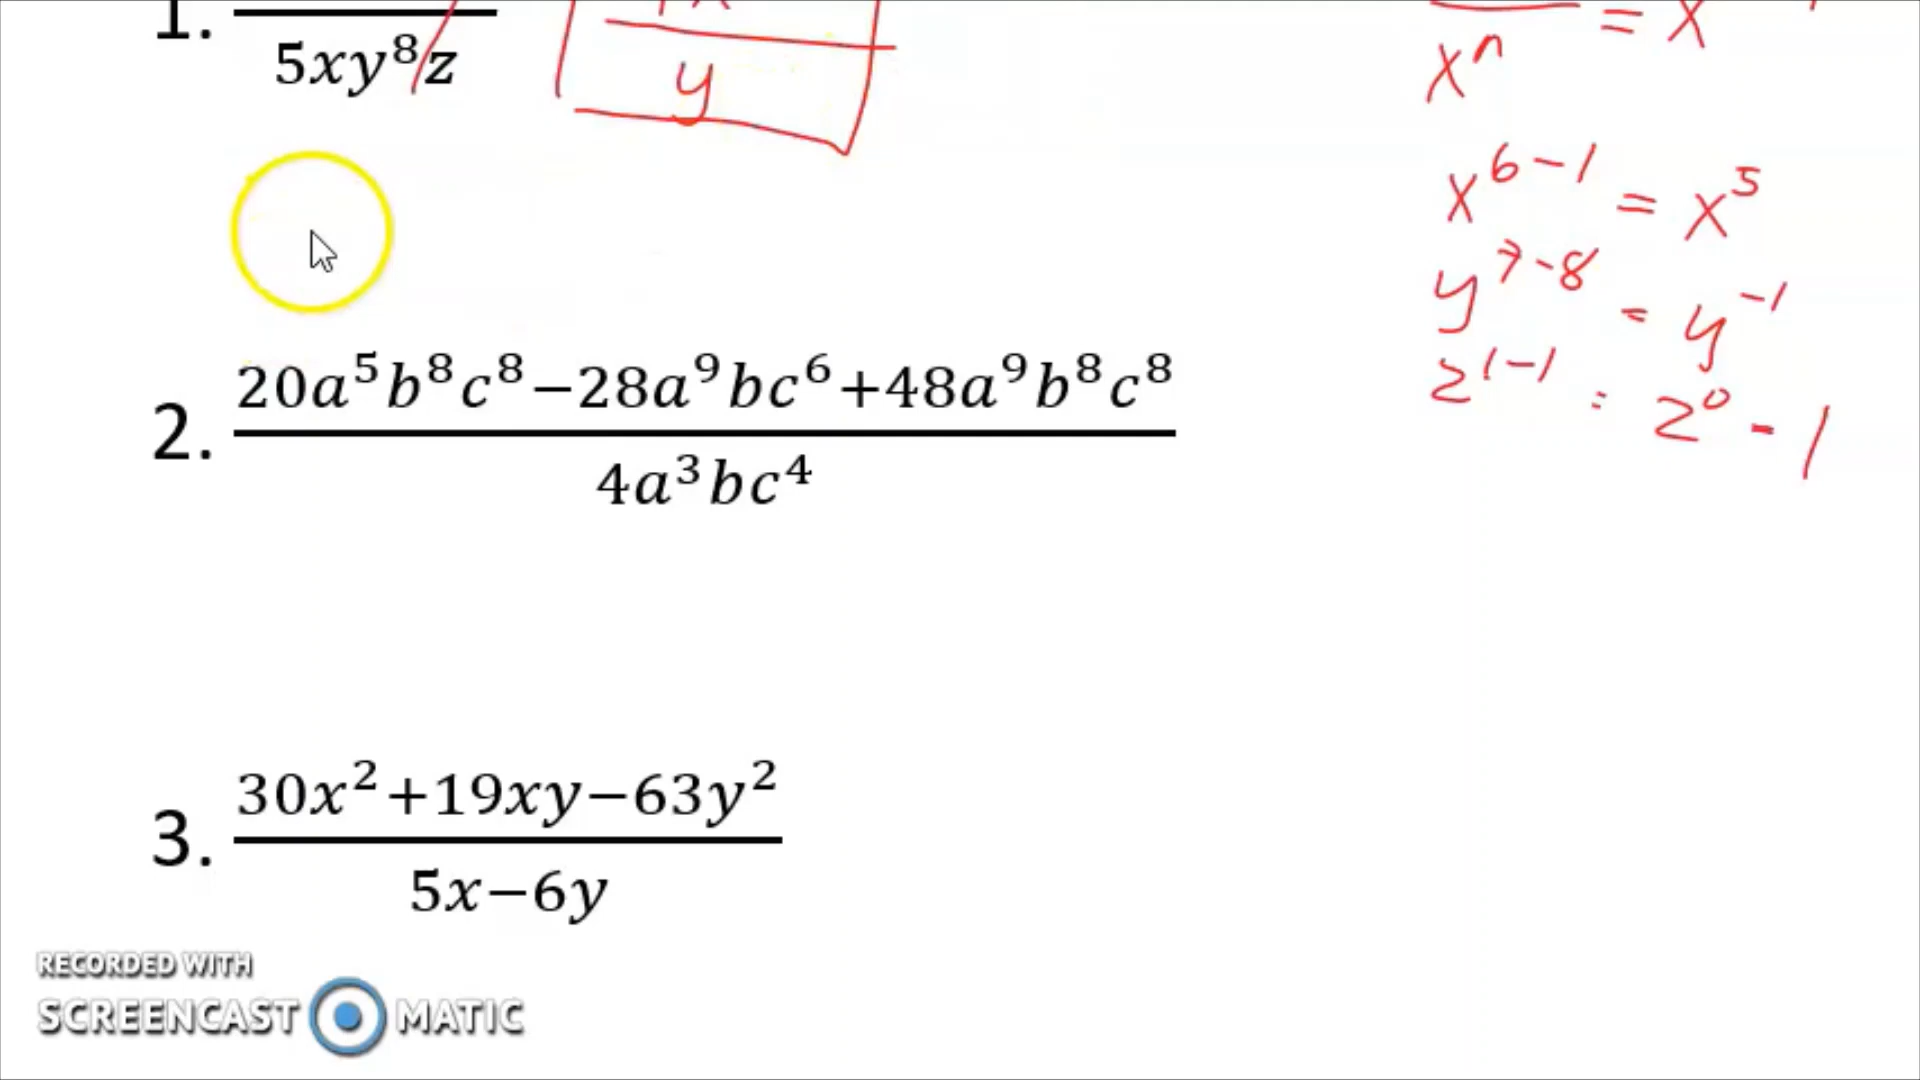 1. 5xy⁸z
y
xⁿ = x
x⁶⁻¹ = x⁵
y⁷⁻⁸ = y⁻¹
z¹⁻¹ = z⁰ - 1
2. 20a⁵b⁸c⁸−28a⁹bc⁶+48a⁹b⁸c⁸
4a³bc⁴
3. 30x²+19xy−63y²
5x−6y
RECORDED WITH
SCREENCAST MATIC